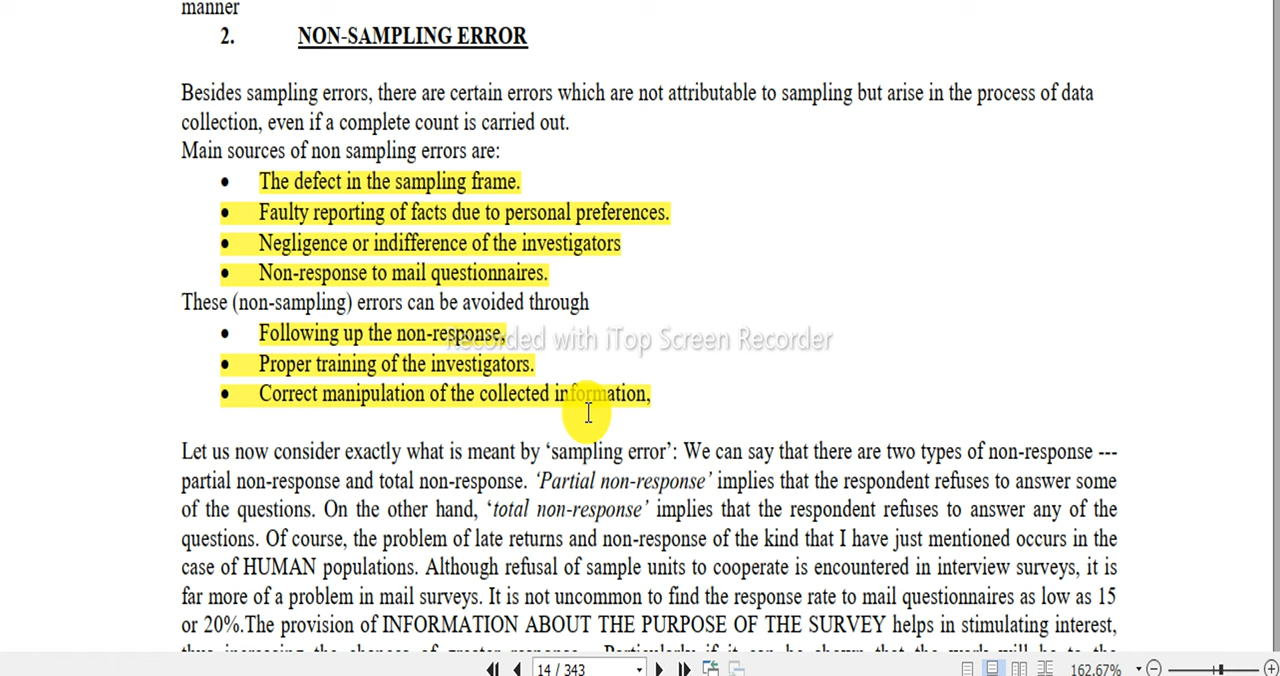 manner
2. NON-SAMPLING ERROR
Besides sampling errors, there are certain errors which are not attributable to sampling but arise in the process of data
collection, even if a complete count is carried out.
Main sources of non sampling errors are:
• The defect in the sampling frame.
• Faulty reporting of facts due to personal preferences.
• Negligence or indifference of the investigators
• Non-response to mail questionnaires.
These (non-sampling) errors can be avoided through
• Following up the non-response,
Recorded with iTop Screen Recorder
• Proper training of the investigators.
• Correct manipulation of the collected information,
Let us now consider exactly what is meant by ‘sampling error’: We can say that there are two types of non-response ---
partial non-response and total non-response. ‘Partial non-response’ implies that the respondent refuses to answer some
of the questions. On the other hand, ‘total non-response’ implies that the respondent refuses to answer any of the
questions. Of course, the problem of late returns and non-response of the kind that I have just mentioned occurs in the
case of HUMAN populations. Although refusal of sample units to cooperate is encountered in interview surveys, it is
far more of a problem in mail surveys. It is not uncommon to find the response rate to mail questionnaires as low as 15
or 20%.The provision of INFORMATION ABOUT THE PURPOSE OF THE SURVEY helps in stimulating interest,
14 / 343
162.67%